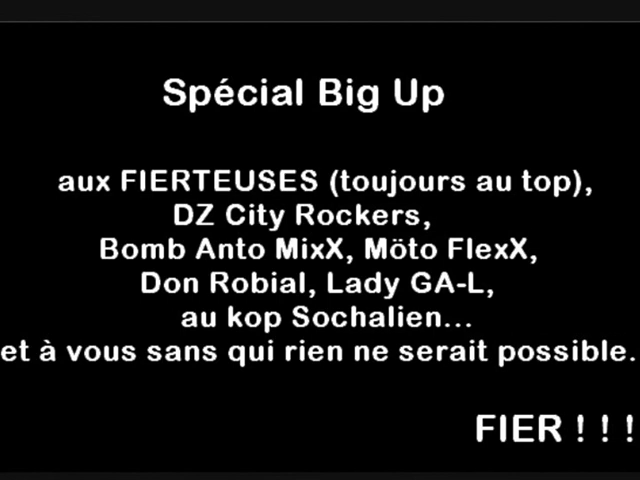 Spécial Big Up
aux FIERTEUSES (toujours au top),
DZ City Rockers,
Bomb Anto MixX, Möto FlexX,
Don Robial, Lady GA-L,
au kop Sochalien...
et à vous sans qui rien ne serait possible.
FIER ! ! !